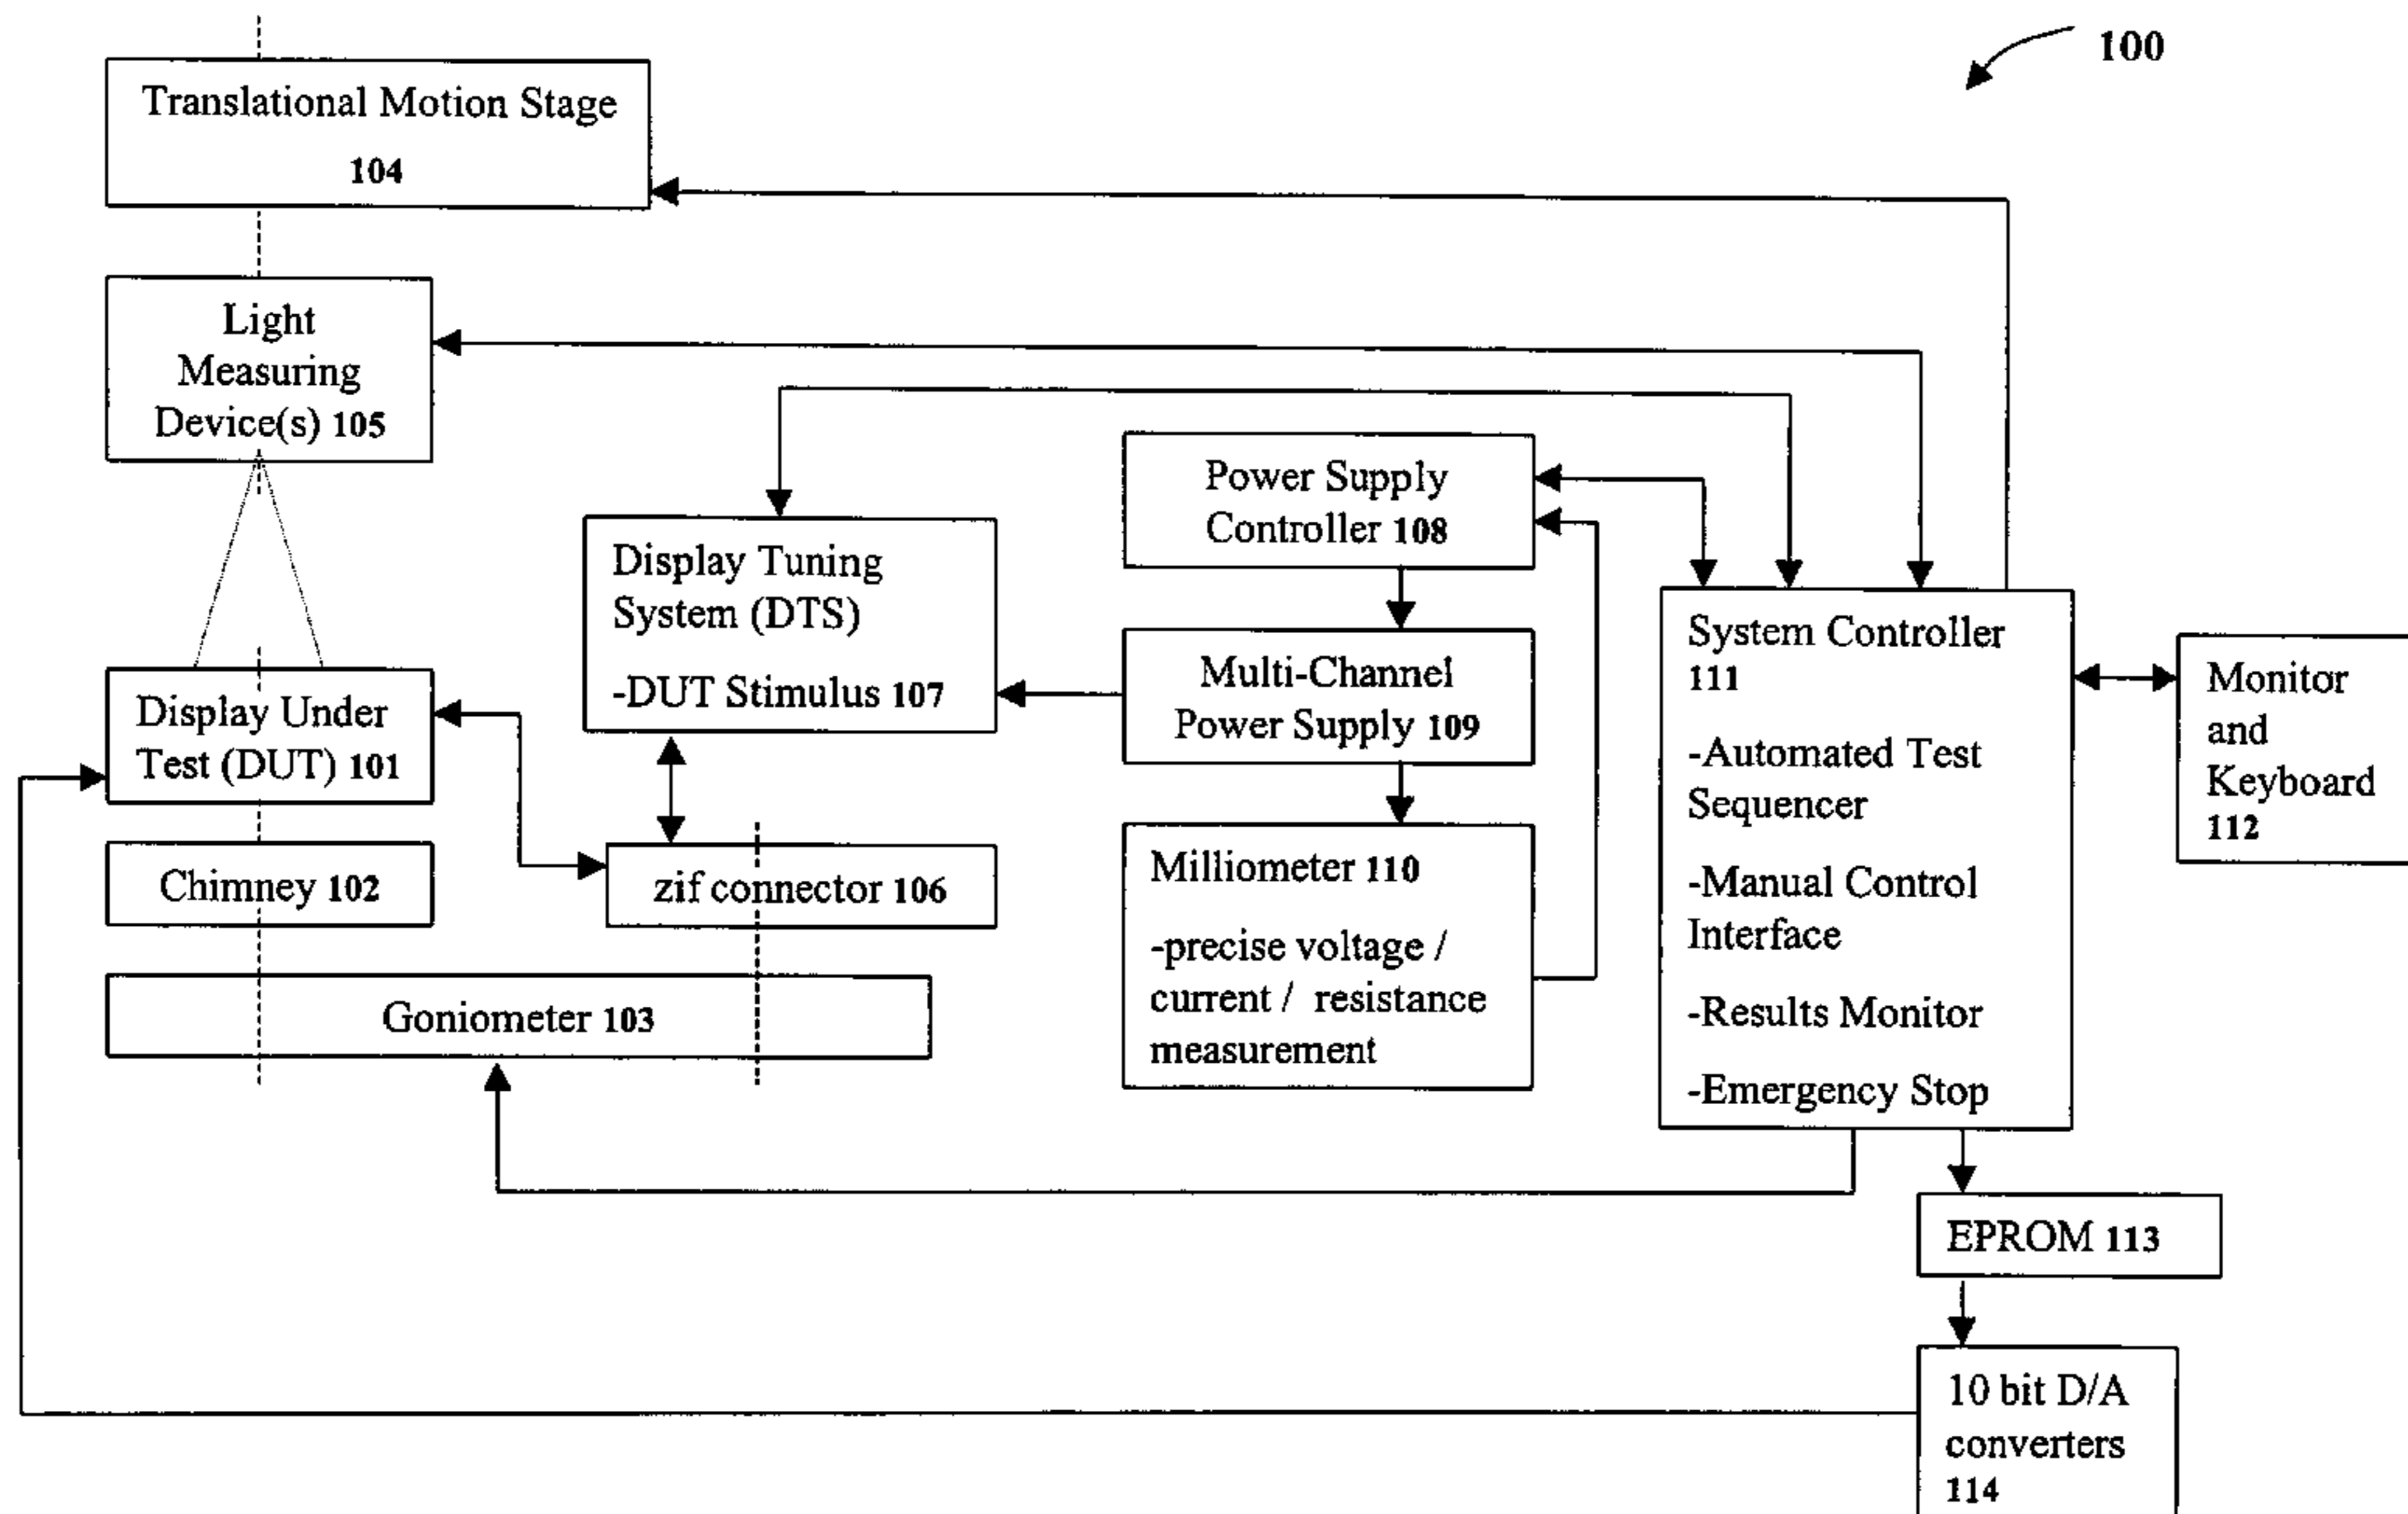 100
Translational Motion Stage
104
Light
Measuring
Device(s) 105
Power Supply
Controller 108
Display Tuning
System (DTS)
-DUT Stimulus 107
Multi-Channel
Power Supply 109
System Controller
111
-Automated Test
Sequencer
-Manual Control
Interface
-Results Monitor
-Emergency Stop
Monitor
and
Keyboard
112
Display Under
Test (DUT) 101
Chimney 102
zif connector 106
Milliometer 110
-precise voltage /
current / resistance
measurement
Goniometer 103
EPROM 113
10 bit D/A
converters
114